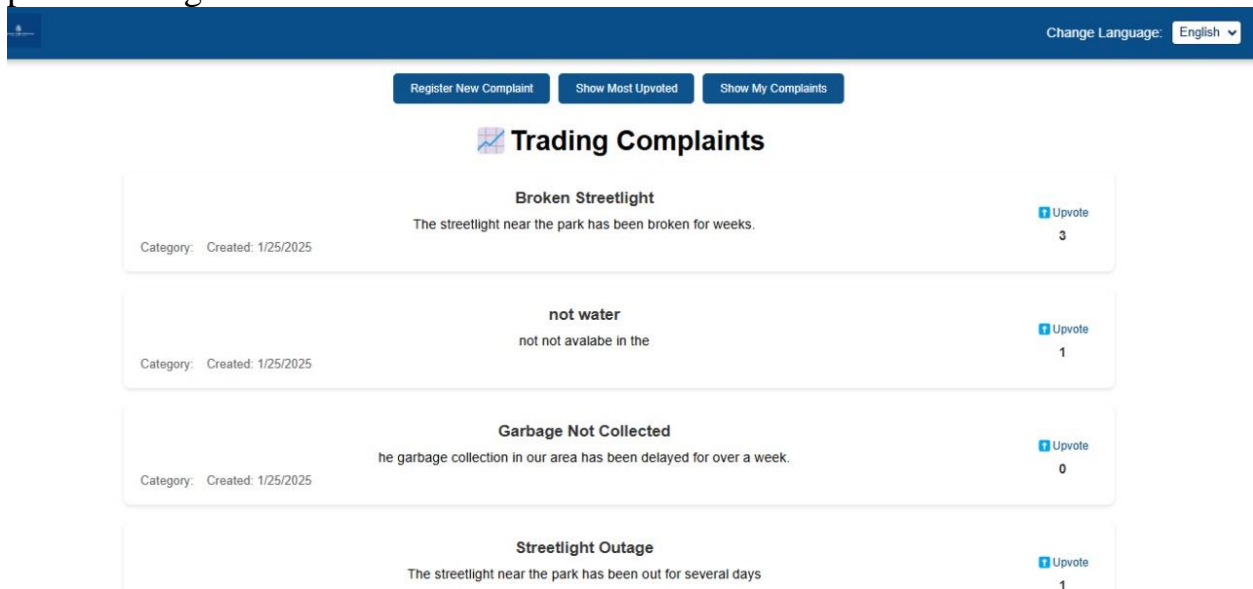 Change Language: English
Register New Complaint Show Most Upvoted Show My Complaints
Trading Complaints
Broken Streetlight
The streetlight near the park has been broken for weeks.
Upvote
3
Category: Created: 1/25/2025
not water
not not avalabe in the
Upvote
1
Category: Created: 1/25/2025
Garbage Not Collected
he garbage collection in our area has been delayed for over a week.
Upvote
0
Category: Created: 1/25/2025
Streetlight Outage
The streetlight near the park has been out for several days
Upvote
1